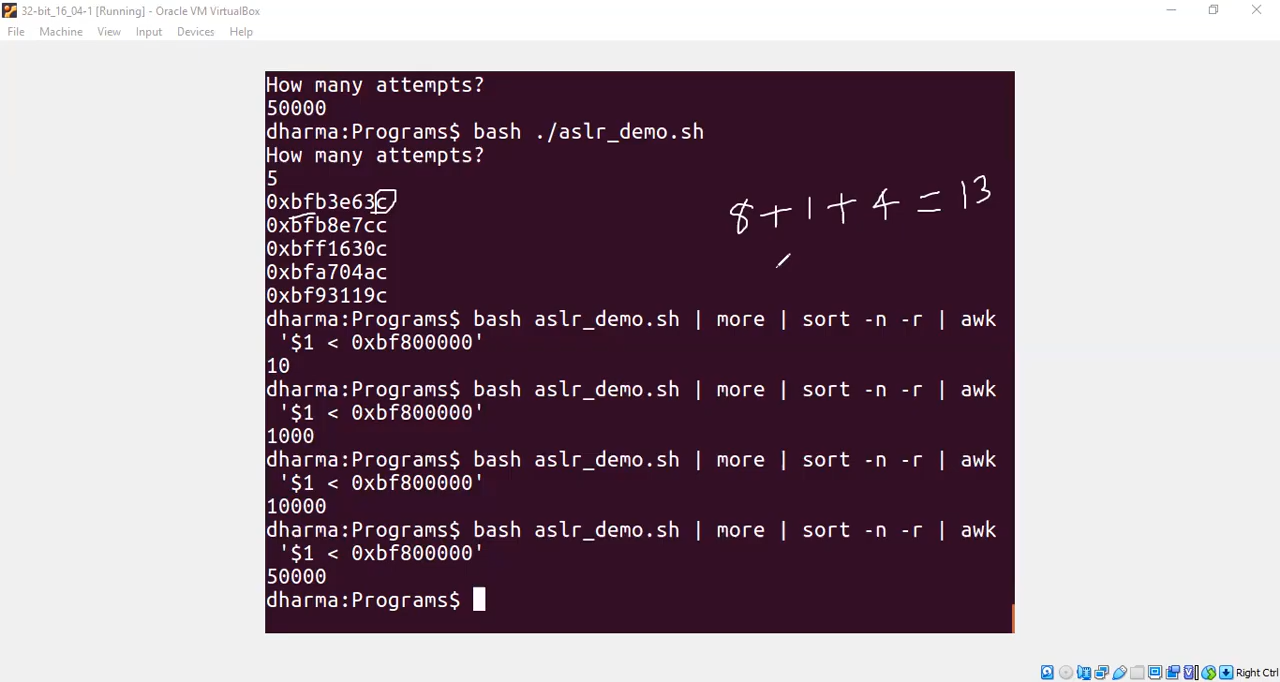 32-bit_16_04-1 [Running] - Oracle VM VirtualBox
File Machine View Input Devices Help
How many attempts?
50000
dharma:Programs$ bash ./aslr_demo.sh
How many attempts?
5
0xbfb3e63c
0xbfb8e7cc
0xbff1630c
0xbfa704ac
0xbf93119c
8+1+4=13
dharma:Programs$ bash aslr_demo.sh | more | sort -n -r | awk
'$1 < 0xbf800000'
10
dharma:Programs$ bash aslr_demo.sh | more | sort -n -r | awk
'$1 < 0xbf800000'
1000
dharma:Programs$ bash aslr_demo.sh | more | sort -n -r | awk
'$1 < 0xbf800000'
10000
dharma:Programs$ bash aslr_demo.sh | more | sort -n -r | awk
'$1 < 0xbf800000'
50000
dharma:Programs$
Right Ctrl